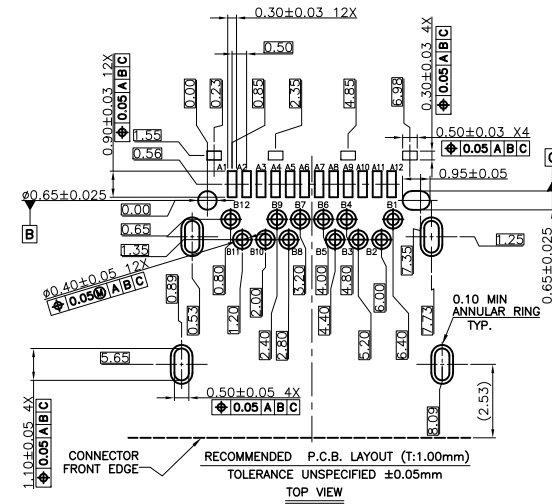 0.30±0.03 12X
0.50
0.90±0.03 12X
⌖ 0.05 A B C
0.00
0.23
0.85
2.35
4.85
6.98
0.30±0.03 4X
⌖ 0.05 A B C
0.50±0.03 X4
⌖ 0.05 A B C
1.55
0.56
A1 A2 A3 A4 A5 A6 A7 A8 A9 A10 A11 A12
0.95±0.05
ø0.65±0.025
0.65±0.025
B
0.00
0.65
1.35
B12 B9 B7 B6 B4 B1
B11 B10 B8 B5 B3 B2
1.25
ø0.40±0.05 12X
⌖ 0.05Ⓜ A B C
0.89
0.53
0.80
1.20
2.00
2.40
2.80
3.20
4.00
4.40
4.80
5.20
6.00
6.40
7.35
7.73
0.10 MIN
ANNULAR RING
TYP.
5.65
0.50±0.05 4X
⌖ 0.05 A B C
1.10±0.05 4X
⌖ 0.05 A B C
8.09
(2.53)
CONNECTOR
FRONT EDGE
RECOMMENDED P.C.B. LAYOUT (T:1.00mm)
TOLERANCE UNSPECIFIED ±0.05mm
TOP VIEW